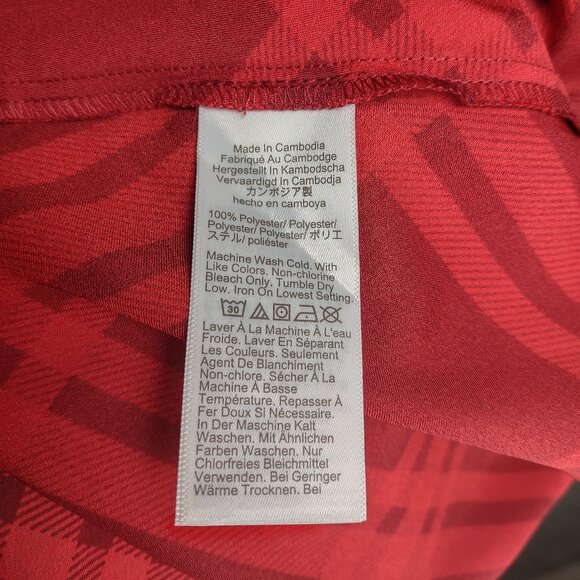 Made In Cambodia
Fabriqué Au Cambodge
Hergestellt In Kambodscha
Vervaardigd In Cambodja
カンボジア製
hecho en camboya
100% Polyester/ Polyester/
Polyester/ Polyester/ ポリエ
ステル/ poliéster
Machine Wash Cold. With
Like Colors. Non-chlorine
Bleach Only. Tumble Dry
Low. Iron On Lowest Setting.
30
Laver À La Machine À L'eau
Froide. Laver En Séparant
Les Couleurs. Seulement
Agent De Blanchiment
Non-chlore. Sécher À La
Machine À Basse
Température. Repasser À
Fer Doux Si Nécessaire.
In Der Maschine Kalt
Waschen. Mit Ähnlichen
Farben Waschen. Nur
Chlorfreies Bleichmittel
Verwenden. Bei Geringer
Wärme Trocknen. Bei